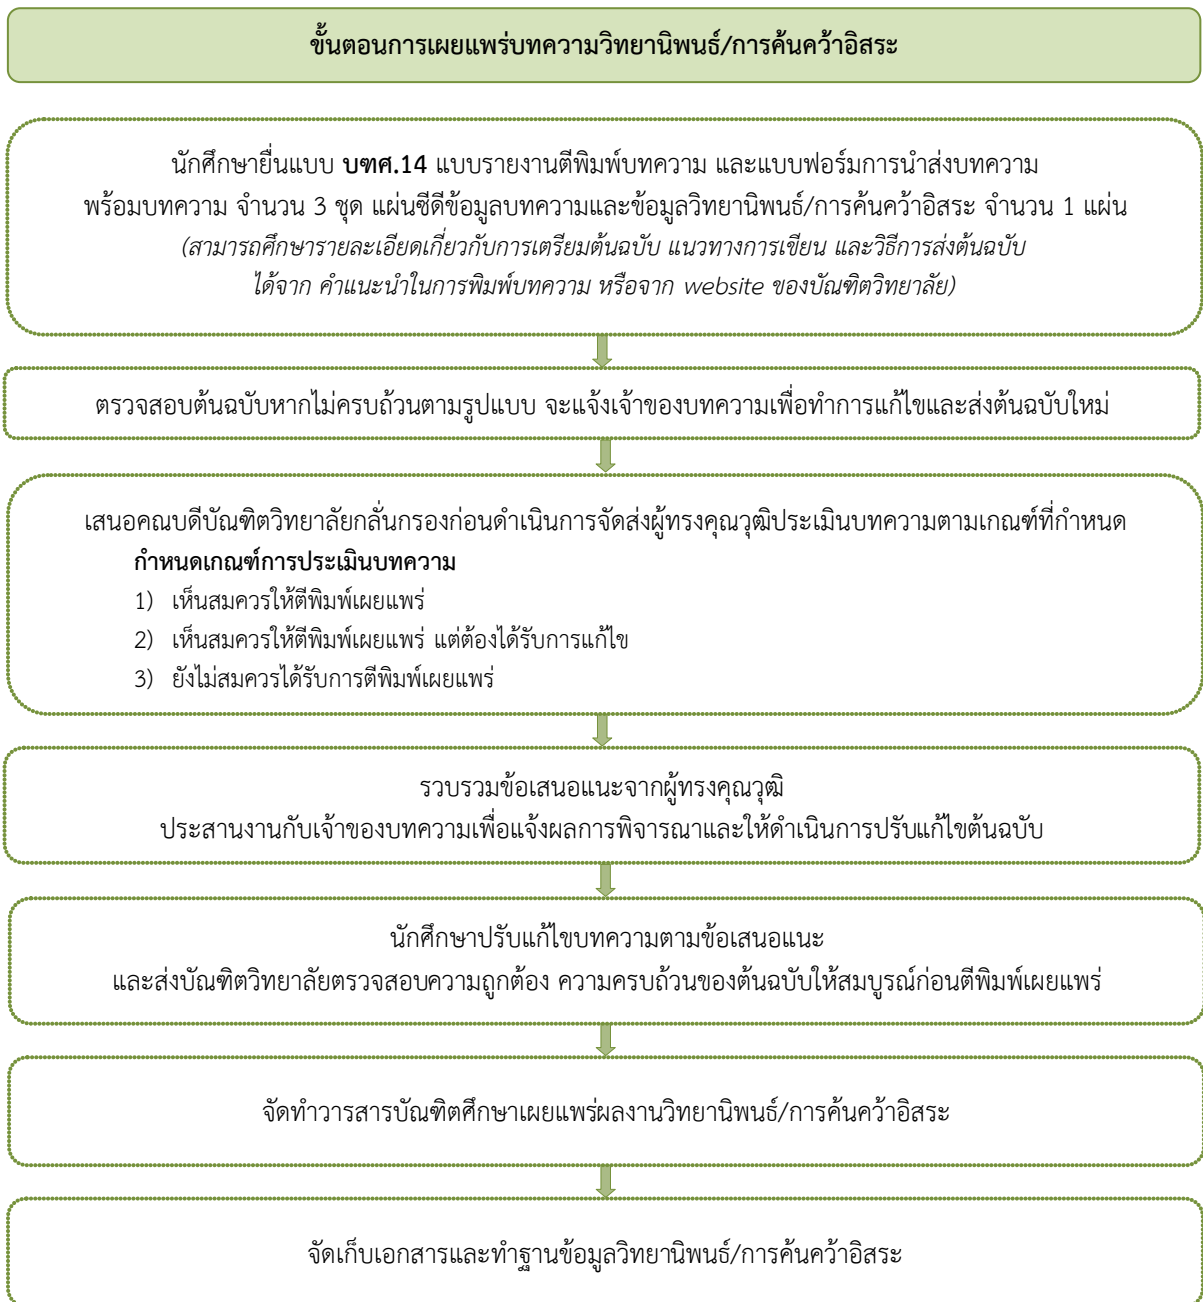 ขั้นตอนการเผยแพร่บทความวิทยานิพนธ์/การค้นคว้าอิสระ
นักศึกษายื่นแบบ บฑศ.14 แบบรายงานตีพิมพ์บทความ และแบบฟอร์มการนำส่งบทความ
พร้อมบทความ จำนวน 3 ชุด แผ่นซีดีข้อมูลบทความและข้อมูลวิทยานิพนธ์/การค้นคว้าอิสระ จำนวน 1 แผ่น
(สามารถศึกษารายละเอียดเกี่ยวกับการเตรียมต้นฉบับ แนวทางการเขียน และวิธีการส่งต้นฉบับ
ได้จาก คำแนะนำในการพิมพ์บทความ หรือจาก website ของบัณฑิตวิทยาลัย)
ตรวจสอบต้นฉบับหากไม่ครบถ้วนตามรูปแบบ จะแจ้งเจ้าของบทความเพื่อทำการแก้ไขและส่งต้นฉบับใหม่
เสนอคณบดีบัณฑิตวิทยาลัยกลั่นกรองก่อนดำเนินการจัดส่งผู้ทรงคุณวุฒิประเมินบทความตามเกณฑ์ที่กำหนด
กำหนดเกณฑ์การประเมินบทความ
1) เห็นสมควรให้ตีพิมพ์เผยแพร่
2) เห็นสมควรให้ตีพิมพ์เผยแพร่ แต่ต้องได้รับการแก้ไข
3) ยังไม่สมควรได้รับการตีพิมพ์เผยแพร่
รวบรวมข้อเสนอแนะจากผู้ทรงคุณวุฒิ
ประสานงานกับเจ้าของบทความเพื่อแจ้งผลการพิจารณาและให้ดำเนินการปรับแก้ไขต้นฉบับ
นักศึกษาปรับแก้ไขบทความตามข้อเสนอแนะ
และส่งบัณฑิตวิทยาลัยตรวจสอบความถูกต้อง ความครบถ้วนของต้นฉบับให้สมบูรณ์ก่อนตีพิมพ์เผยแพร่
จัดทำวารสารบัณฑิตศึกษาเผยแพร่ผลงานวิทยานิพนธ์/การค้นคว้าอิสระ
จัดเก็บเอกสารและทำฐานข้อมูลวิทยานิพนธ์/การค้นคว้าอิสระ